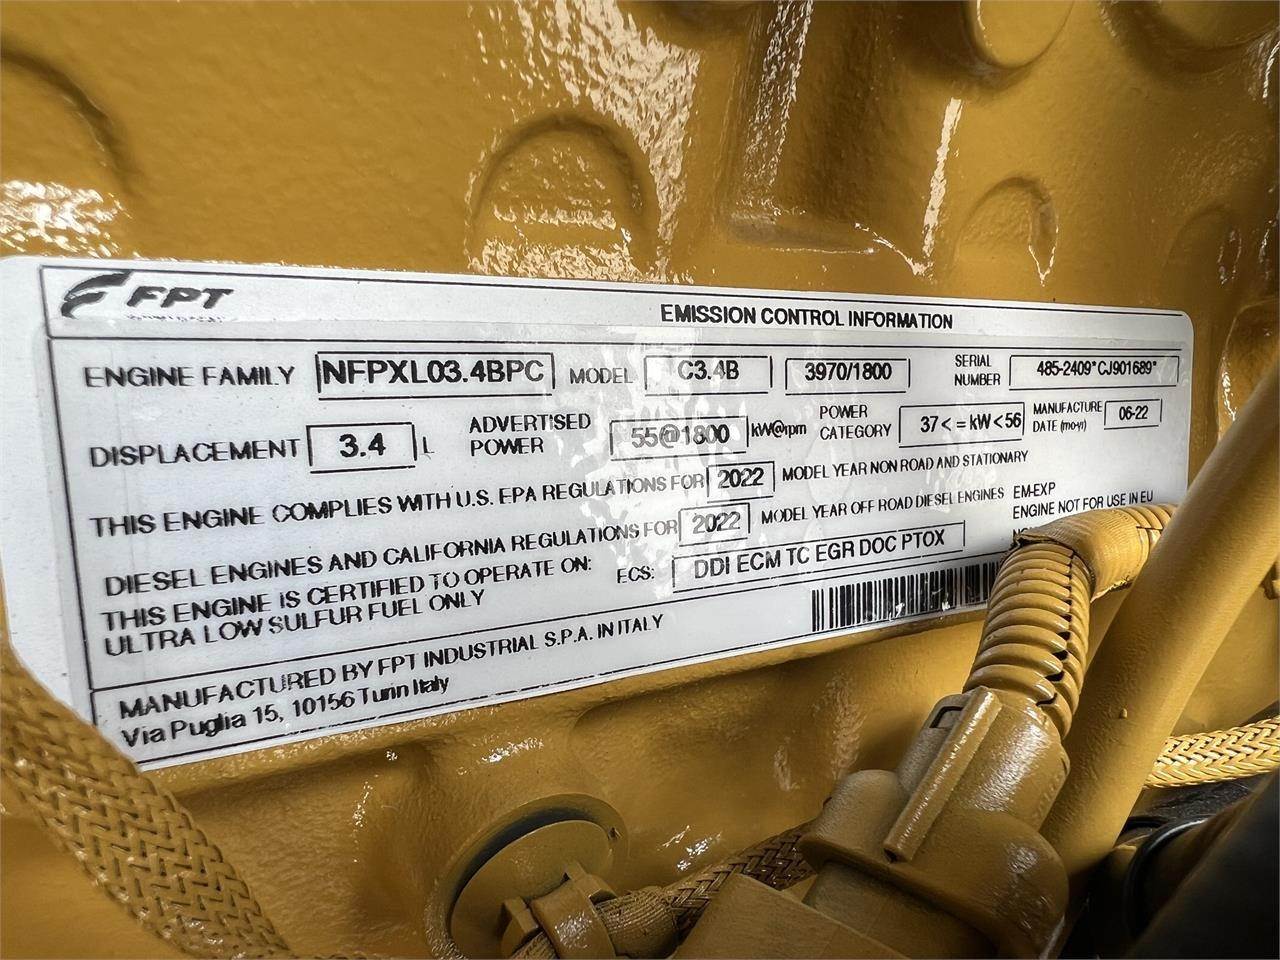 FPT
EMISSION CONTROL INFORMATION
ENGINE FAMILY NFPXL03.4BPC MODEL C3.4B 3970/1800 SERIAL NUMBER 485-2409*CJ901689*
DISPLACEMENT 3.4 L ADVERTISED POWER 55@1800 kW@rpm POWER CATEGORY 37<=kW<56 MANUFACTURE DATE (mo-yr) 06-22
THIS ENGINE COMPLIES WITH U.S. EPA REGULATIONS FOR 2022 MODEL YEAR NON ROAD AND STATIONARY
DIESEL ENGINES AND CALIFORNIA REGULATIONS FOR 2022 MODEL YEAR OFF ROAD DIESEL ENGINES
THIS ENGINE IS CERTIFIED TO OPERATE ON:
ULTRA LOW SULFUR FUEL ONLY
ECS: DDI ECM TC EGR DOC PTOX
EM-EXP
ENGINE NOT FOR USE IN EU
MANUFACTURED BY FPT INDUSTRIAL S.P.A. IN ITALY
Via Puglia 15, 10156 Turin Italy